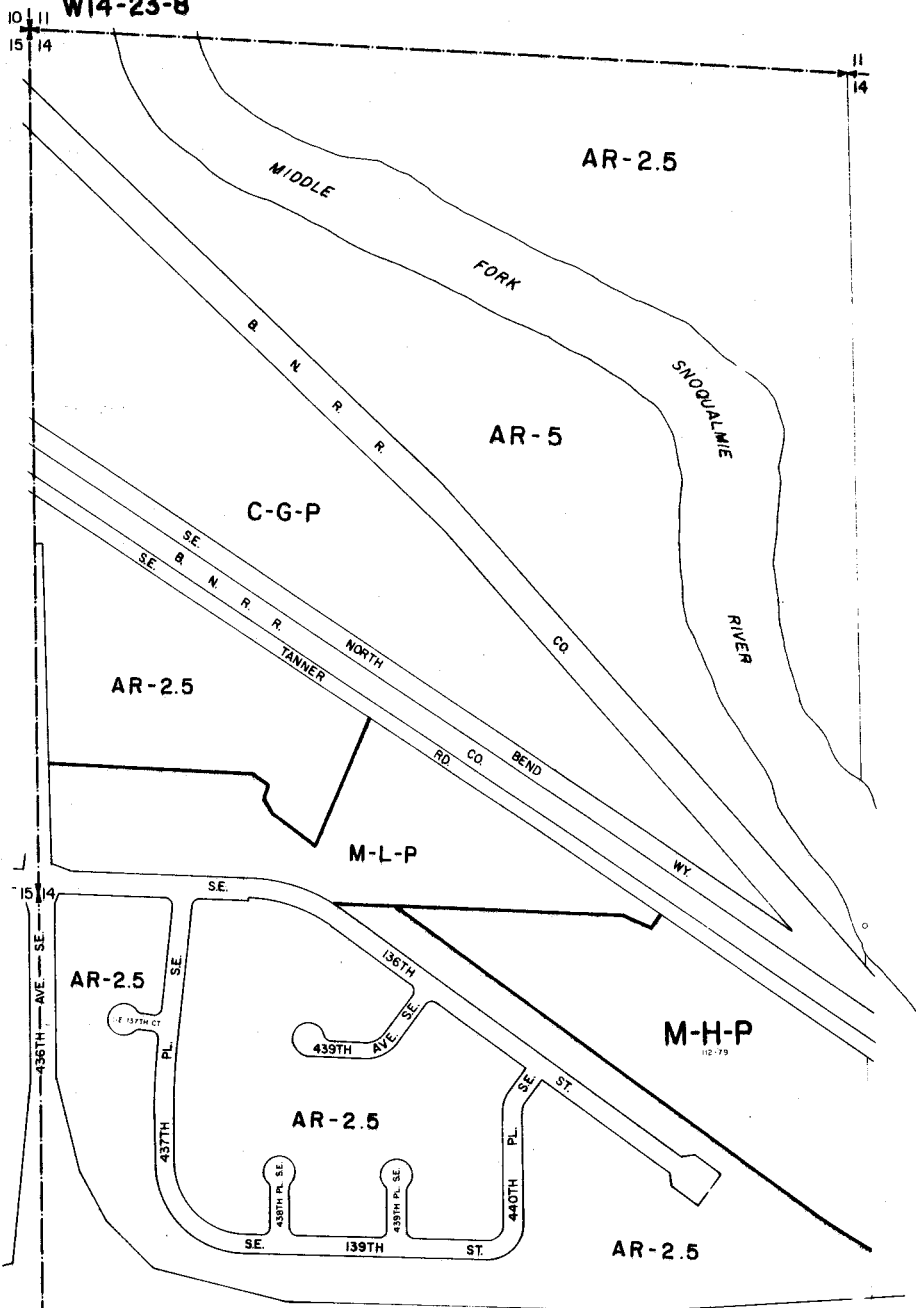 W14-23-8
10 11
15 14
11
14
AR-2.5
MIDDLE
FORK
SNOQUALMIE
RIVER
B. N. R. R. CO.
AR-5
C-G-P
S.E. NORTH BEND WY.
B. N. R. R. CO.
S.E. TANNER RD.
AR-2.5
M-L-P
15 14
S.E. 136TH ST.
436TH AVE. S.E.
AR-2.5
S.E. 137TH CT
437TH PL. S.E.
439TH AVE. S.E.
M-H-P
112-79
AR-2.5
438TH PL. S.E.
439TH PL. S.E.
440TH PL. S.E.
S.E. 139TH ST.
AR-2.5